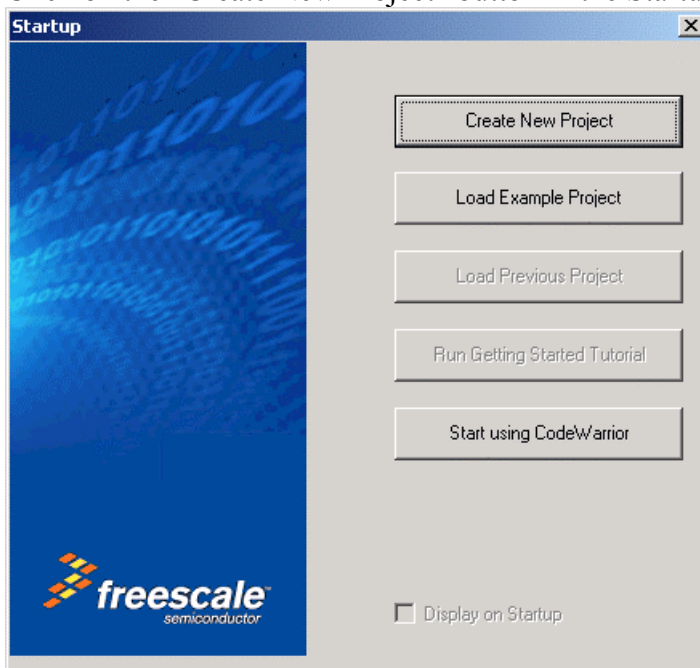 Startup
Create New Project
Load Example Project
Load Previous Project
Run Getting Started Tutorial
Start using CodeWarrior
freescale™
semiconductor
Display on Startup